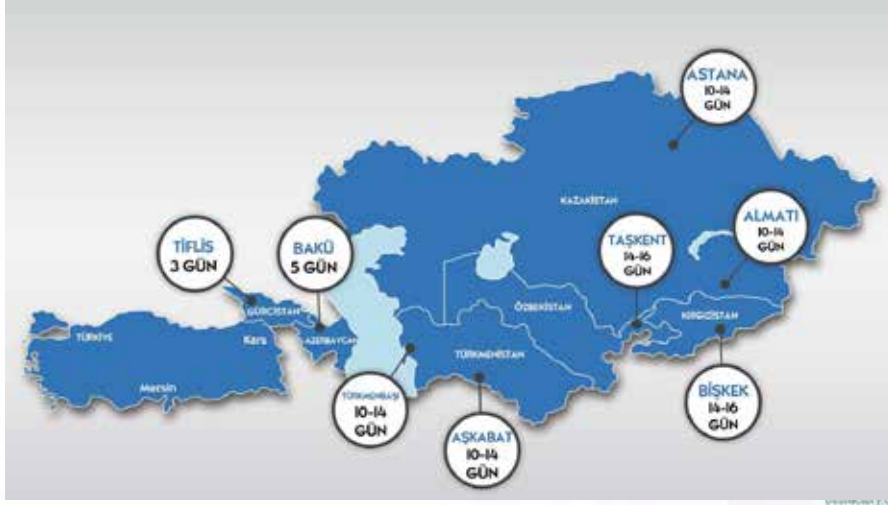 ASTANA
10-14
GÜN
KAZAKİSTAN
ALMATI
10-14
GÜN
TİFLİS
3 GÜN
BAKÜ
5 GÜN
TAŞKENT
14-16
GÜN
GÜRCİSTAN
ÖZBEKİSTAN
KIRGIZİSTAN
TÜRKİYE
Kars
AZERBAYCAN
TÜRKMENİSTAN
Mersin
TÜRKMENBAŞI
10-14
GÜN
BİŞKEK
14-16
GÜN
AŞKABAT
10-14
GÜN